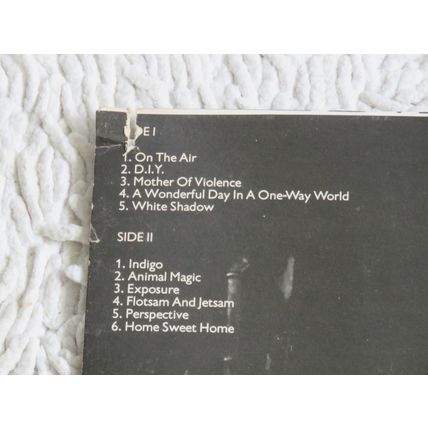 DE I
1. On The Air
2. D.I.Y.
3. Mother Of Violence
4. A Wonderful Day In A One-Way World
5. White Shadow
SIDE II
1. Indigo
2. Animal Magic
3. Exposure
4. Flotsam And Jetsam
5. Perspective
6. Home Sweet Home